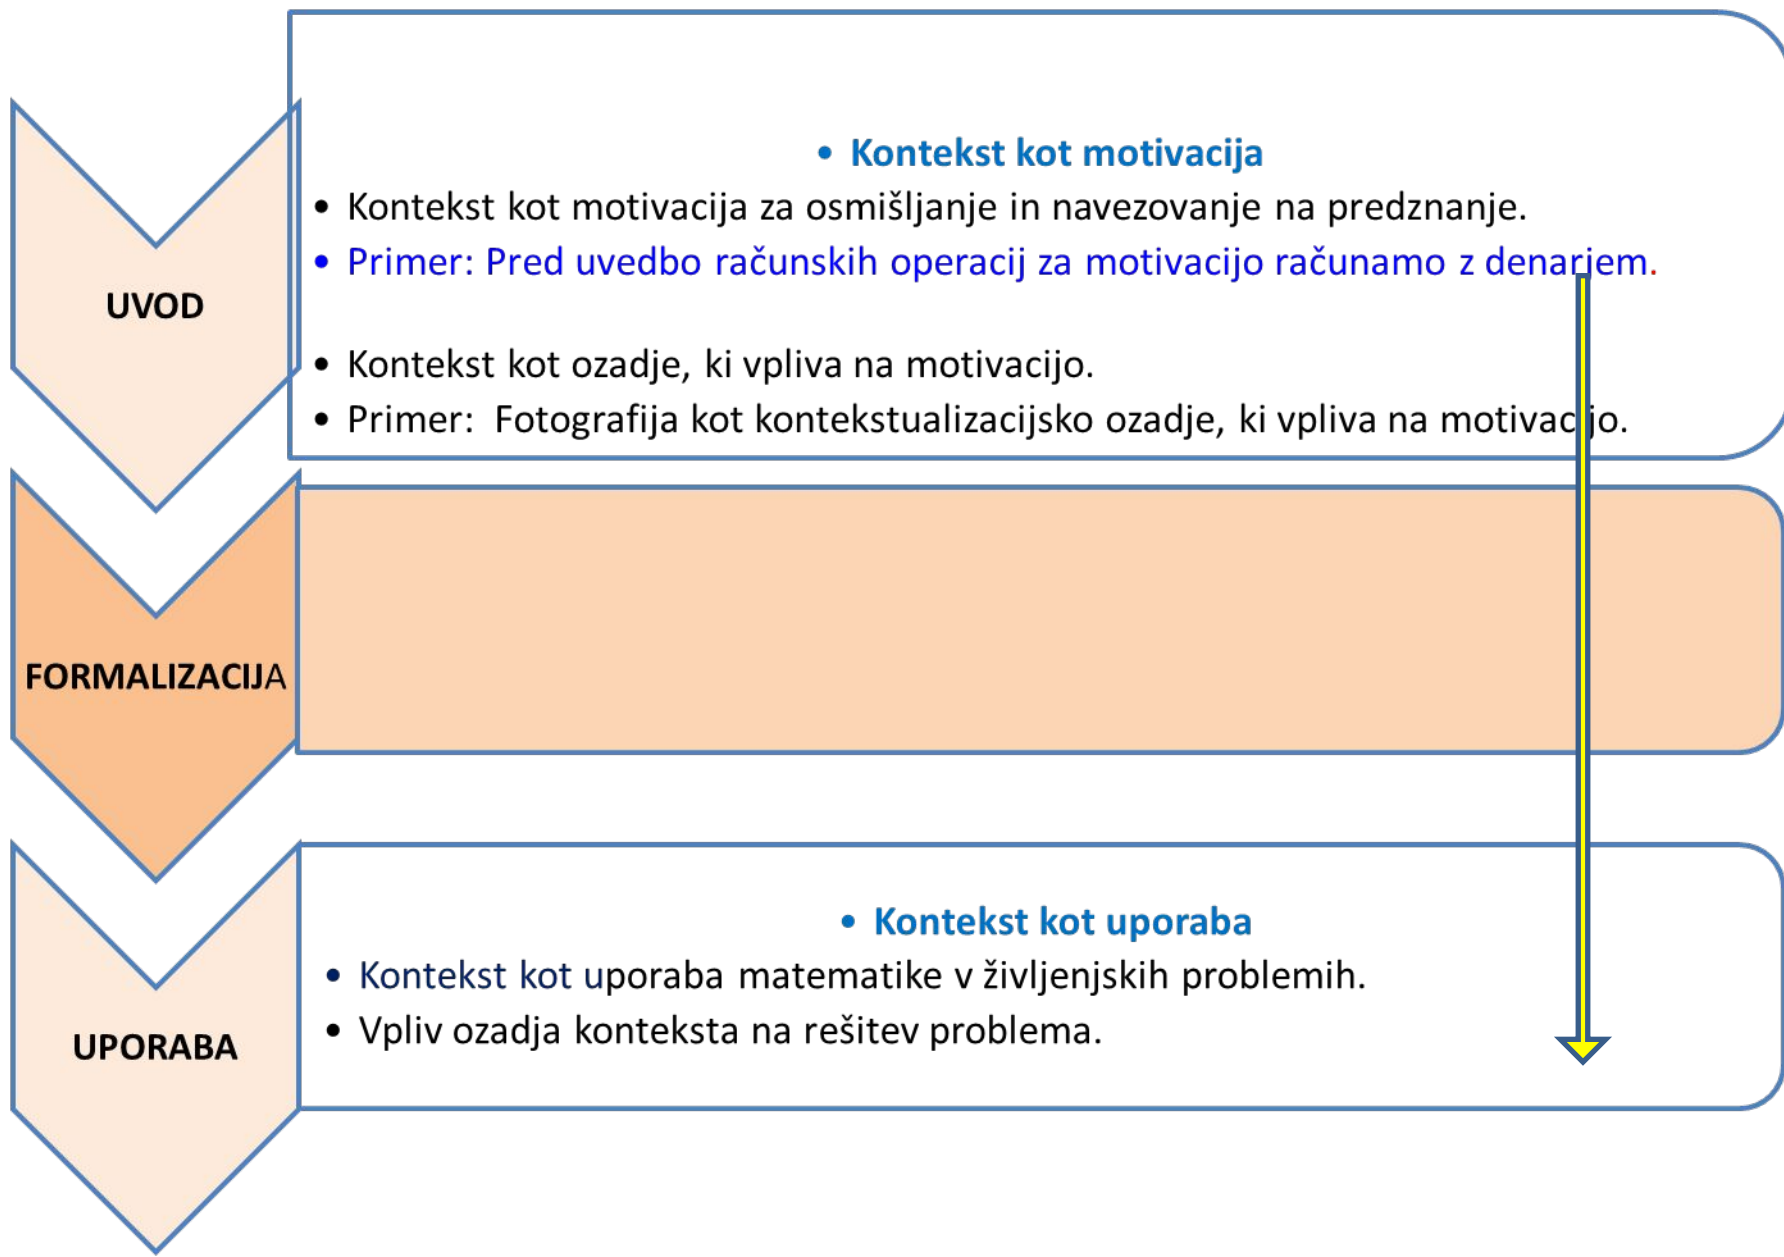 UVOD
• Kontekst kot motivacija
• Kontekst kot motivacija za osmišljanje in navezovanje na predznanje.
• Primer: Pred uvedbo računskih operacij za motivacijo računamo z denarjem.
• Kontekst kot ozadje, ki vpliva na motivacijo.
• Primer: Fotografija kot kontekstualizacijsko ozadje, ki vpliva na motivacijo.
FORMALIZACIJA
UPORABA
• Kontekst kot uporaba
• Kontekst kot uporaba matematike v življenjskih problemih.
• Vpliv ozadja konteksta na rešitev problema.